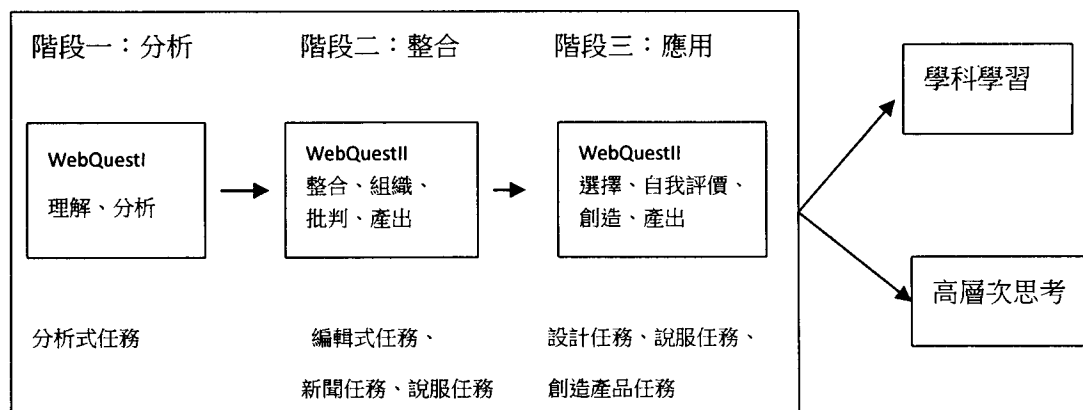 階段一：分析
階段二：整合
階段三：應用
WebQuestI
理解、分析
WebQuestII
整合、組織、
批判、產出
WebQuestII
選擇、自我評價、
創造、產出
分析式任務
編輯式任務、
新聞任務、說服任務
設計任務、說服任務、
創造產品任務
學科學習
高層次思考